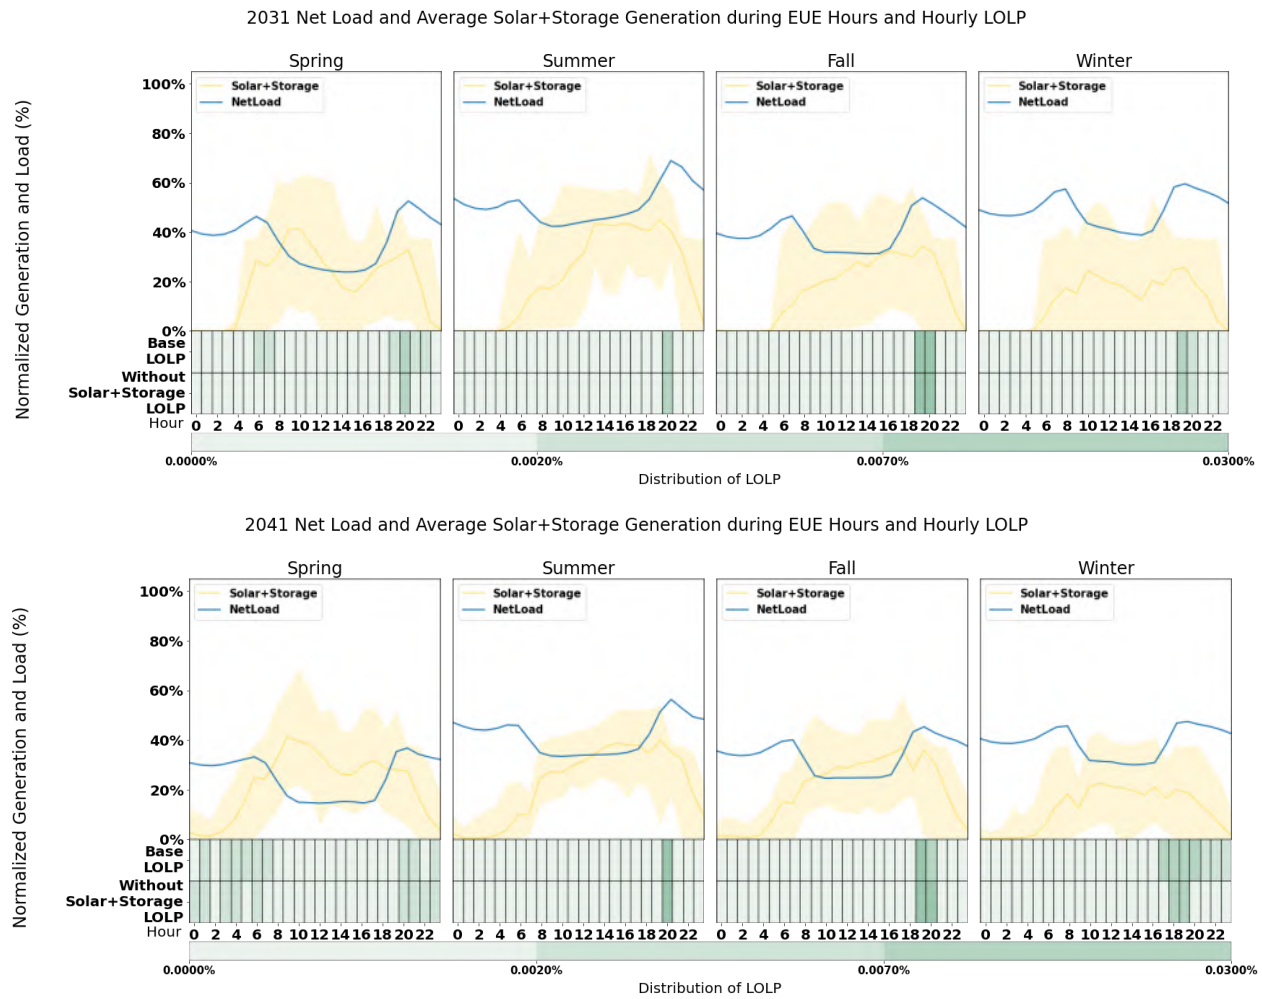 2031 Net Load and Average Solar+Storage Generation during EUE Hours and Hourly LOLP
Spring Summer Fall Winter
Normalized Generation and Load (%)
100%
80%
60%
40%
20%
0%
Solar+Storage
NetLoad
Solar+Storage
NetLoad
Solar+Storage
NetLoad
Solar+Storage
NetLoad
Base
LOLP
Without
Solar+Storage
LOLP
Hour
0 2 4 6 8 10 12 14 16 18 20 22
0 2 4 6 8 10 12 14 16 18 20 22
0 2 4 6 8 10 12 14 16 18 20 22
0 2 4 6 8 10 12 14 16 18 20 22
0.0000% 0.0020% 0.0070% 0.0300%
Distribution of LOLP
2041 Net Load and Average Solar+Storage Generation during EUE Hours and Hourly LOLP
Spring Summer Fall Winter
Normalized Generation and Load (%)
100%
80%
60%
40%
20%
0%
Solar+Storage
NetLoad
Solar+Storage
NetLoad
Solar+Storage
NetLoad
Solar+Storage
NetLoad
Base
LOLP
Without
Solar+Storage
LOLP
Hour
0 2 4 6 8 10 12 14 16 18 20 22
0 2 4 6 8 10 12 14 16 18 20 22
0 2 4 6 8 10 12 14 16 18 20 22
0 2 4 6 8 10 12 14 16 18 20 22
0.0000% 0.0020% 0.0070% 0.0300%
Distribution of LOLP